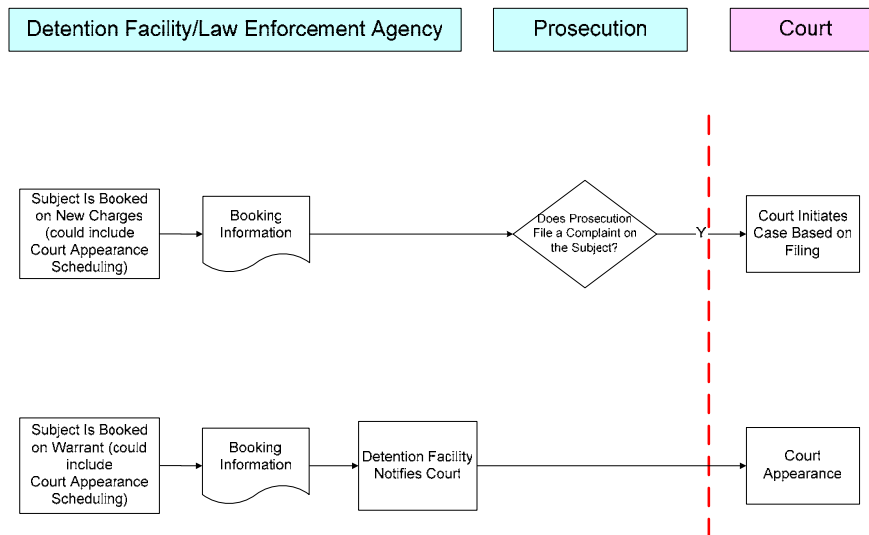 Detention Facility/Law Enforcement Agency
Prosecution
Court
Subject Is Booked
on New Charges
(could include
Court Appearance
Scheduling)
Booking
Information
Does Prosecution
File a Complaint on
the Subject?
Y
Court Initiates
Case Based on
Filing
Subject Is Booked
on Warrant (could
include
Court Appearance
Scheduling)
Booking
Information
Detention Facility
Notifies Court
Court
Appearance